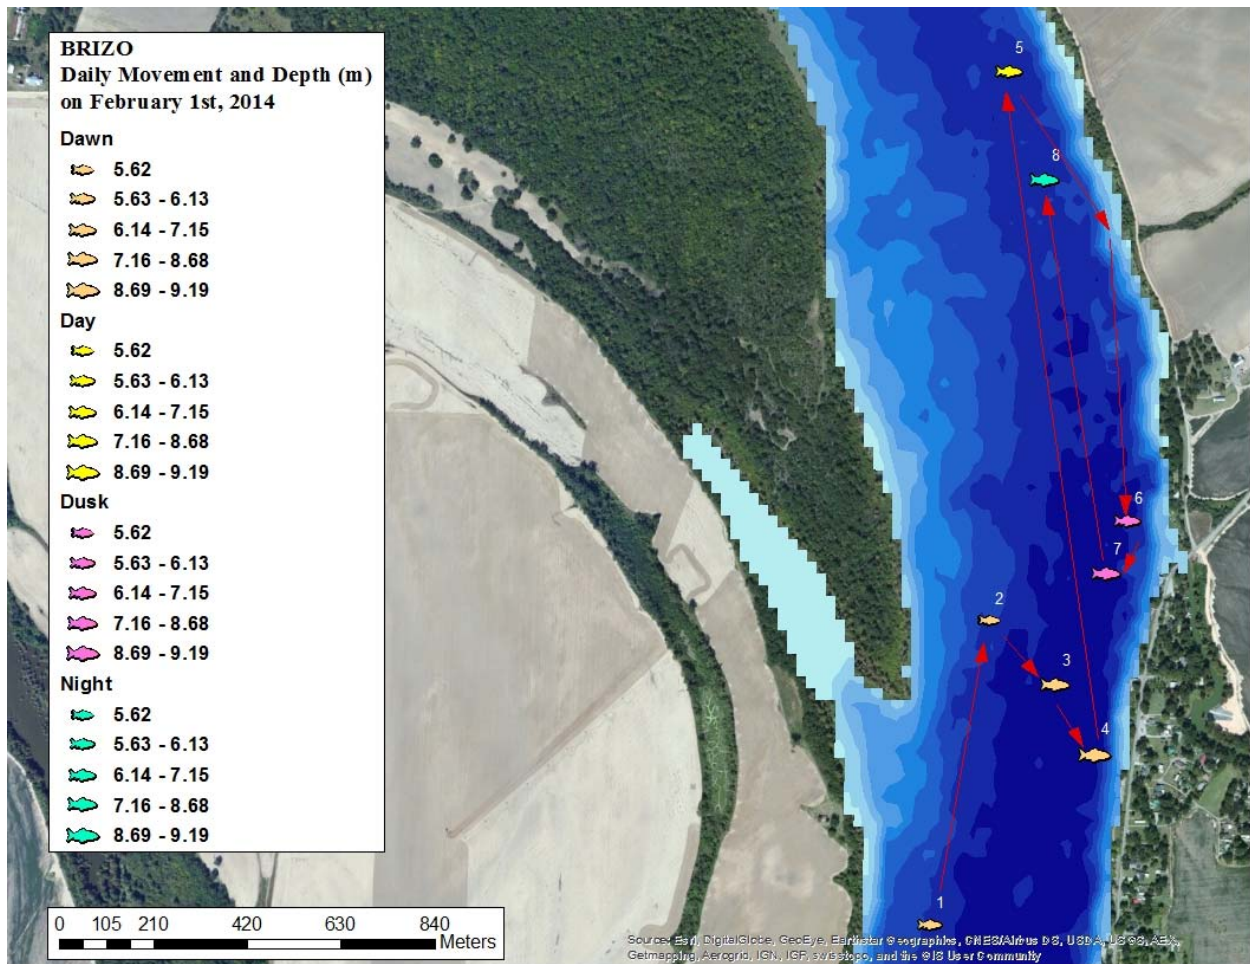 BRIZO
Daily Movement and Depth (m)
on February 1st, 2014
Dawn
5.62
5.63 - 6.13
6.14 - 7.15
7.16 - 8.68
8.69 - 9.19
Day
5.62
5.63 - 6.13
6.14 - 7.15
7.16 - 8.68
8.69 - 9.19
Dusk
5.62
5.63 - 6.13
6.14 - 7.15
7.16 - 8.68
8.69 - 9.19
Night
5.62
5.63 - 6.13
6.14 - 7.15
7.16 - 8.68
8.69 - 9.19
5
8
6
7
2
3
4
1
0 105 210 420 630 840
Meters
Source: Esri, DigitalGlobe, GeoEye, Earthstar Geographics, CNES/Airbus DS, USDA, USGS, AEX,
Getmapping, Aerogrid, IGN, IGP, swisstopo, and the GIS User Community